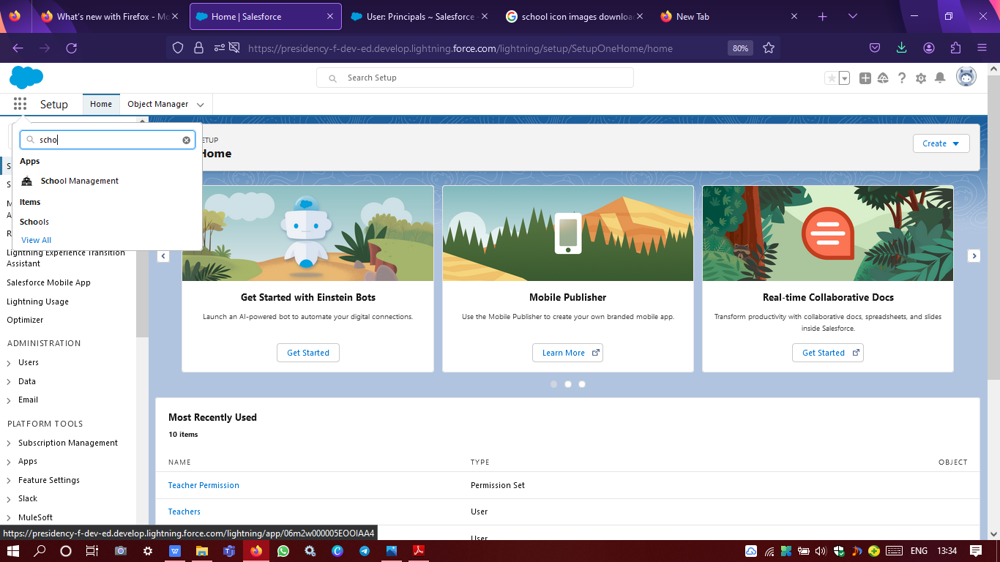 What's new with Firefox - Mo
Home | Salesforce
User: Principals ~ Salesforce -
school icon images downloa
New Tab
https://presidency-f-dev-ed.develop.lightning.force.com/lightning/setup/SetupOneHome/home
80%
Search Setup
Setup
Home
Object Manager
scho
Apps
School Management
Items
Schools
View All
SETUP
Home
Create
S
S
M
A
R
Lighting Experience Transition
Assistant
Salesforce Mobile App
Lightning Usage
Optimizer
ADMINISTRATION
Users
Data
Email
PLATFORM TOOLS
Subscription Management
Apps
Feature Settings
Slack
MuleSoft
Get Started with Einstein Bots
Launch an AI-powered bot to automate your digital connections.
Get Started
Mobile Publisher
Use the Mobile Publisher to create your own branded mobile app.
Learn More
Real-time Collaborative Docs
Transform productivity with collaborative docs, spreadsheets, and slides
inside Salesforce.
Get Started
Most Recently Used
10 items
NAME TYPE OBJECT
Teacher Permission Permission Set
Teachers User
User
https://presidency-f-dev-ed.develop.lightning.force.com/lightning/app/06m2w000005EOOIAA4
ENG 13:34